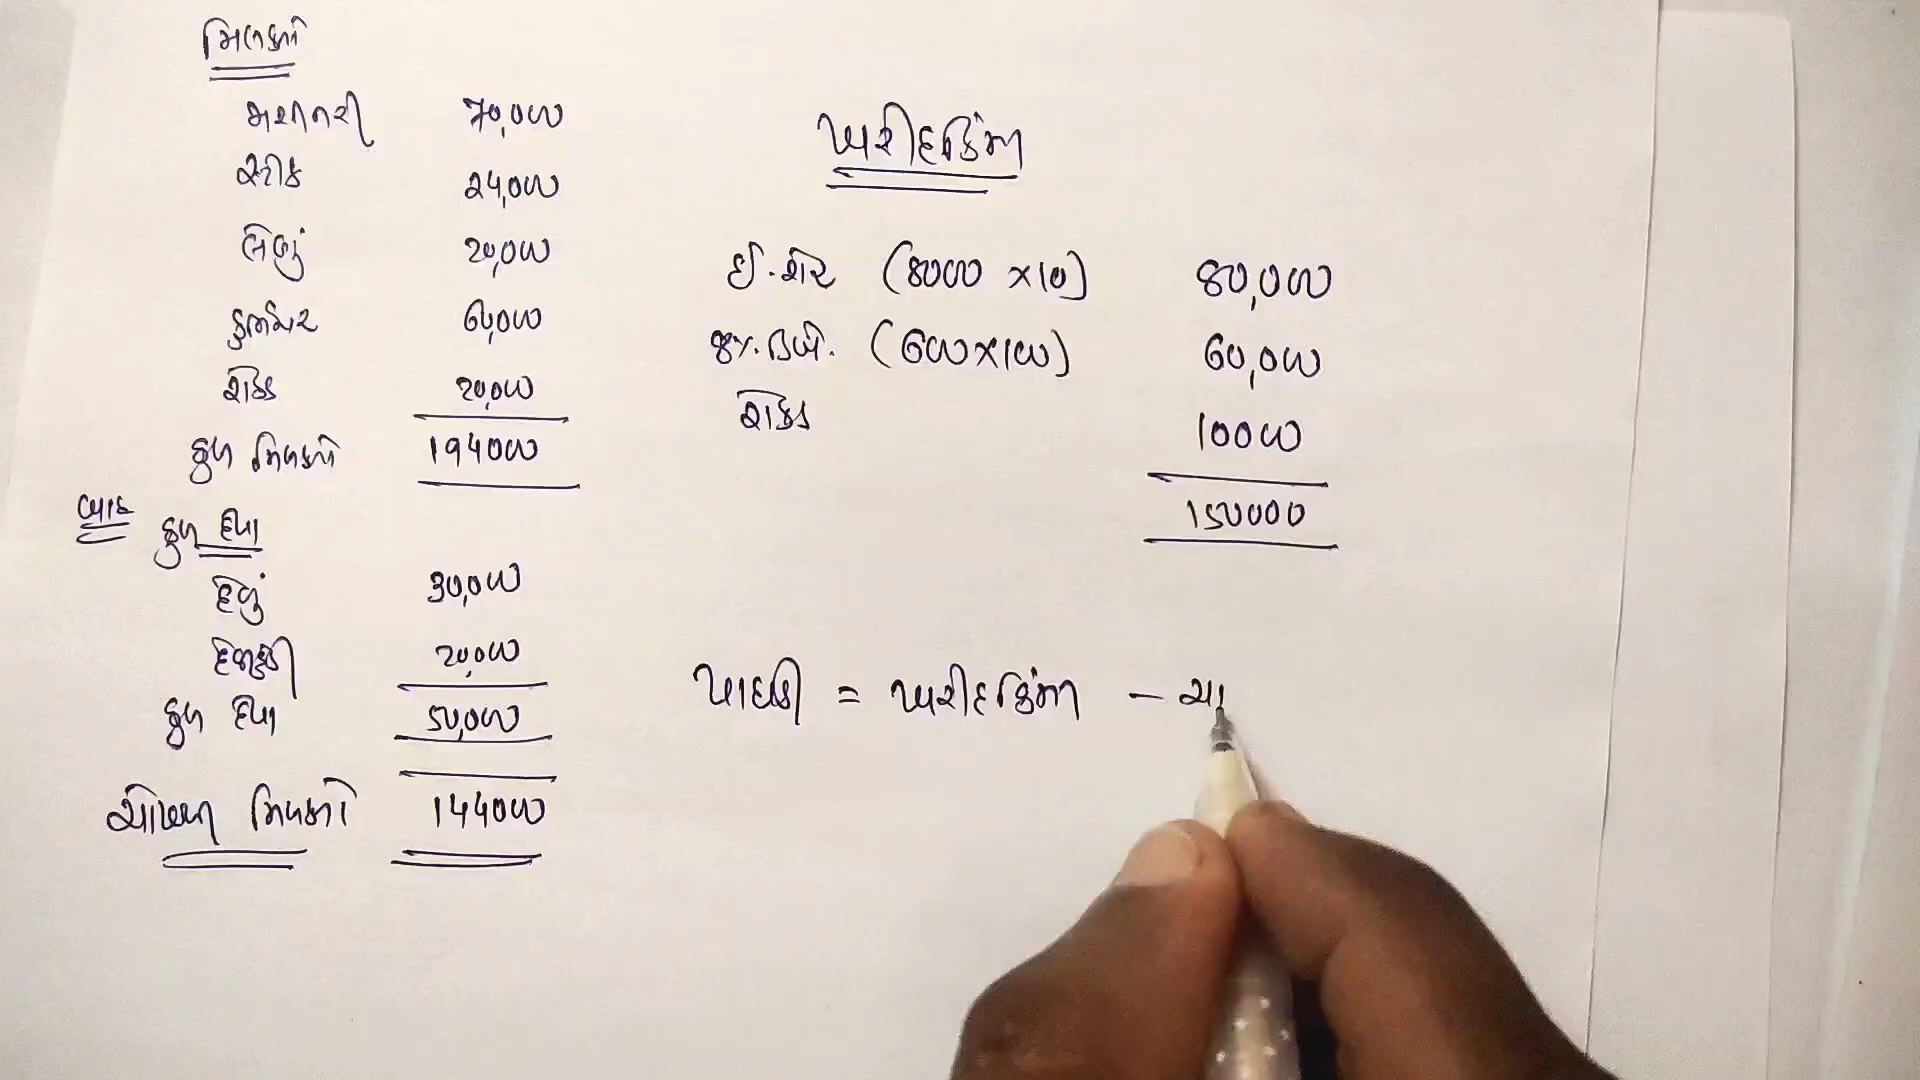 મિલકતો
મશીનરી 70,000
સ્ટોક 24,000
લેણું 20,000
ફર્નિચર 60,000
રોકડ 20,000
કુલ મિલકતો 194000
બાદ કુલ દેવા
દેવું 30,000
દેવીહૂંડી 20,000
કુલ દેવા 50,000
ચોખ્ખી મિલકતો 144000
ખરીદકિંમત
ઈ.શેર (8000 x10) 80,000
8%. ડિબે. (600x100) 60,000
રોકડ 10000
150000
પાઘડી = ખરીદકિંમત - ચા